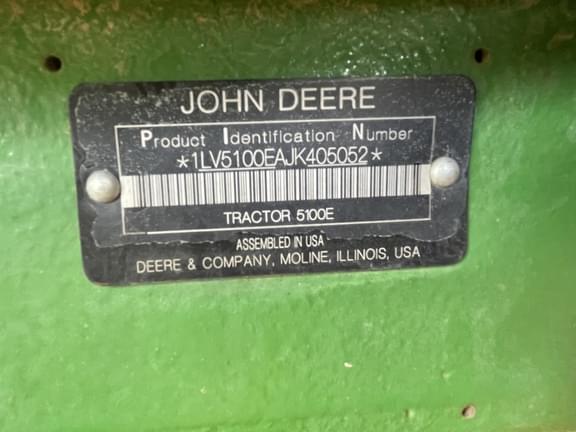 JOHN DEERE
Product Identification Number
*1LV5100EAJK405052*
TRACTOR 5100E
ASSEMBLED IN USA
DEERE & COMPANY, MOLINE, ILLINOIS, USA